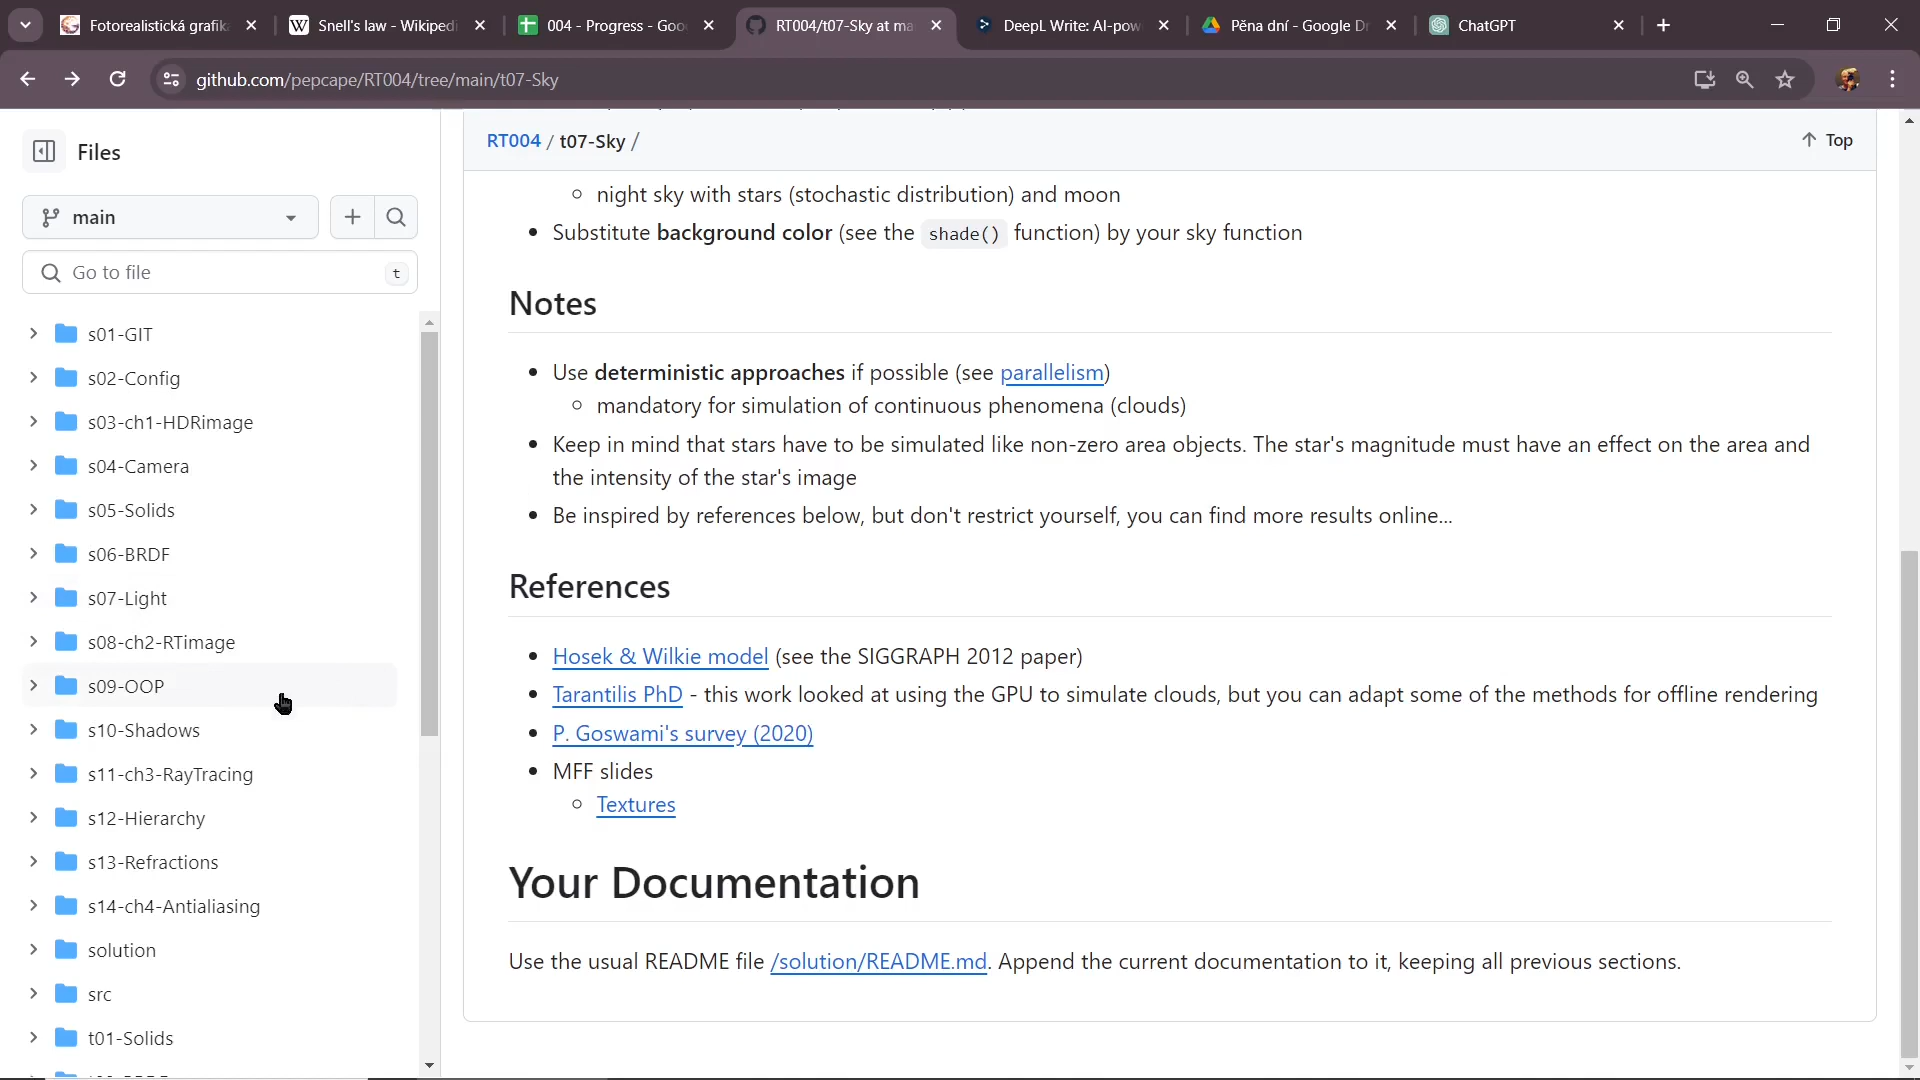 Fotorealistická grafik
Snell's law - Wikiped
004 - Progress - Goo
RT004/t07-Sky at ma
DeepL Write: AI-pow
Pěna dní - Google Dr
ChatGPT
github.com/pepcape/RT004/tree/main/t07-Sky
Files
main
Go to file
t
s01-GIT
s02-Config
s03-ch1-HDRimage
s04-Camera
s05-Solids
s06-BRDF
s07-Light
s08-ch2-RTimage
s09-OOP
s10-Shadows
s11-ch3-RayTracing
s12-Hierarchy
s13-Refractions
s14-ch4-Antialiasing
solution
src
t01-Solids
RT004 / t07-Sky /
Top
night sky with stars (stochastic distribution) and moon
Substitute background color (see the shade() function) by your sky function
Notes
Use deterministic approaches if possible (see parallelism)
mandatory for simulation of continuous phenomena (clouds)
Keep in mind that stars have to be simulated like non-zero area objects. The star's magnitude must have an effect on the area and
the intensity of the star's image
Be inspired by references below, but don't restrict yourself, you can find more results online...
References
Hosek & Wilkie model (see the SIGGRAPH 2012 paper)
Tarantilis PhD - this work looked at using the GPU to simulate clouds, but you can adapt some of the methods for offline rendering
P. Goswami's survey (2020)
MFF slides
Textures
Your Documentation
Use the usual README file /solution/README.md. Append the current documentation to it, keeping all previous sections.